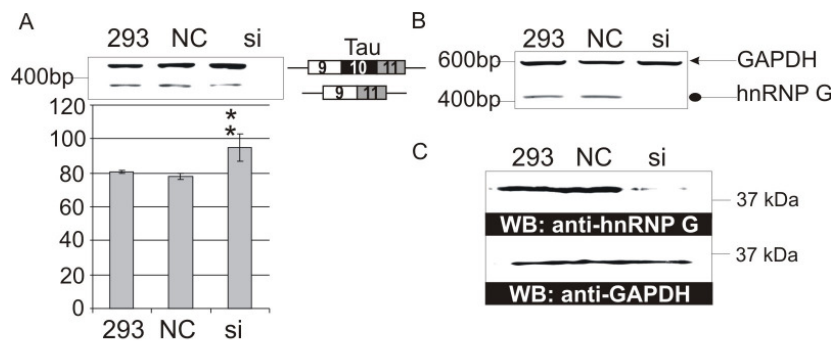 A
293 NC si
400bp
Tau
9 10 11
9 11
120
100
80
60
40
20
0
**
293 NC si
B
293 NC si
600bp
GAPDH
400bp
hnRNP G
C
293 NC si
37 kDa
WB: anti-hnRNP G
37 kDa
WB: anti-GAPDH